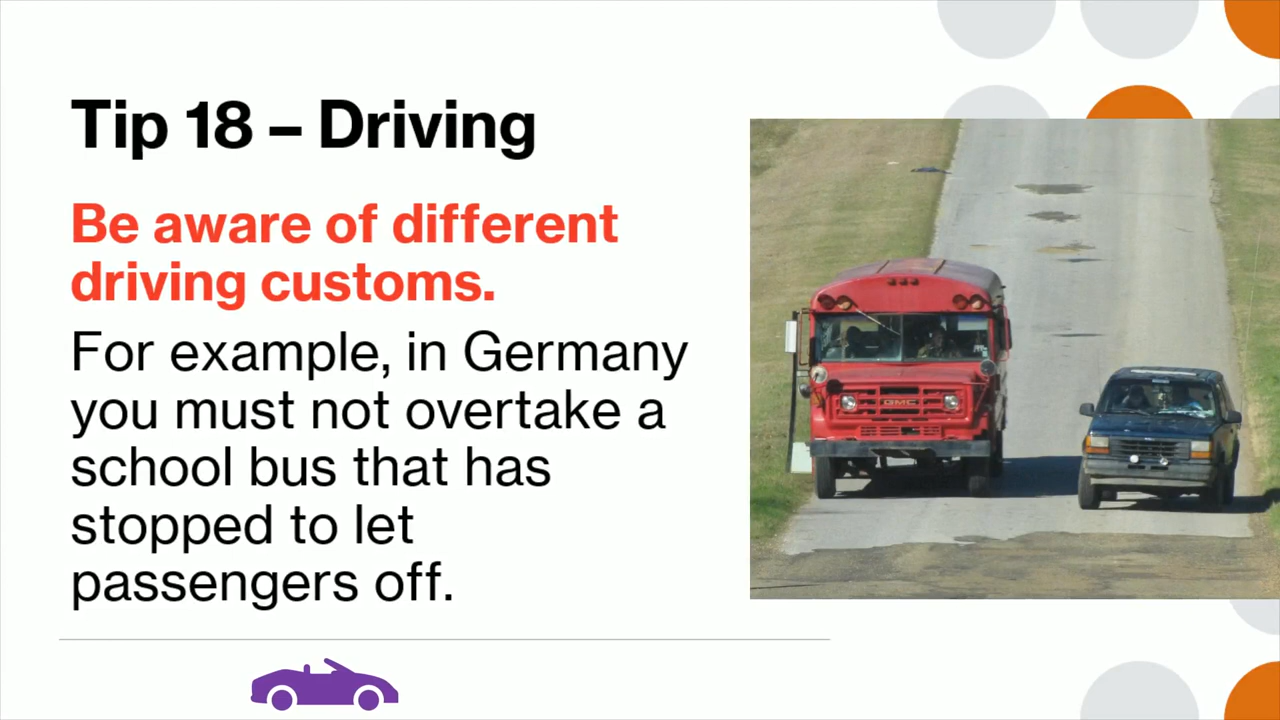 Tip 18 – Driving
Be aware of different
driving customs.
For example, in Germany
you must not overtake a
school bus that has
stopped to let
passengers off.
GMC